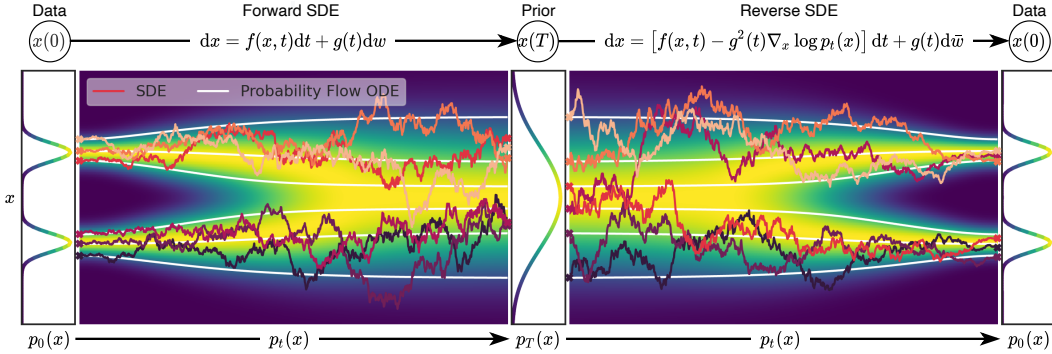 Data Forward SDE Prior Reverse SDE Data
x(0) dx = f(x, t)dt + g(t)dw x(T) dx = [f(x, t) − g²(t)∇ₓ log pₜ(x)] dt + g(t)dw̄ x(0)
SDE Probability Flow ODE
x
p₀(x) pₜ(x) p_T(x) pₜ(x) p₀(x)